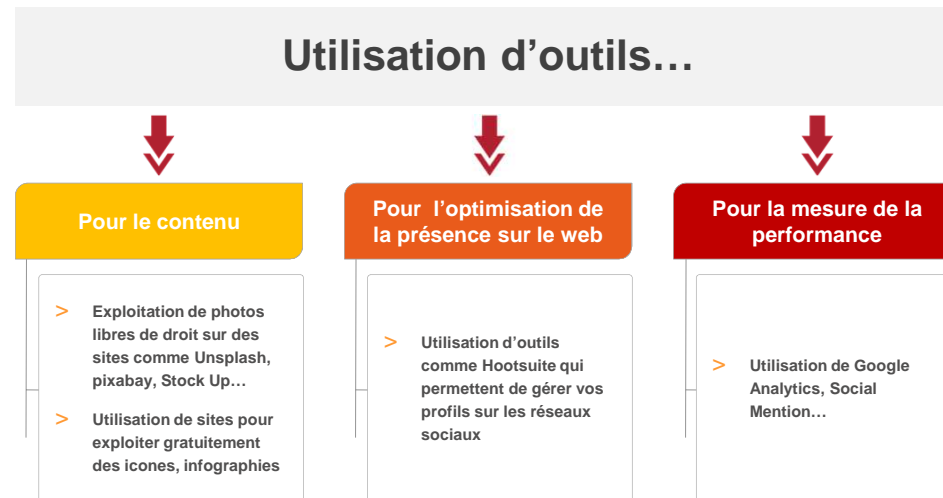 Utilisation d’outils…
Pour le contenu
> Exploitation de photos
libres de droit sur des
sites comme Unsplash,
pixabay, Stock Up…
> Utilisation de sites pour
exploiter gratuitement
des icones, infographies
Pour l’optimisation de
la présence sur le web
> Utilisation d’outils
comme Hootsuite qui
permettent de gérer vos
profils sur les réseaux
sociaux
Pour la mesure de la
performance
> Utilisation de Google
Analytics, Social
Mention…